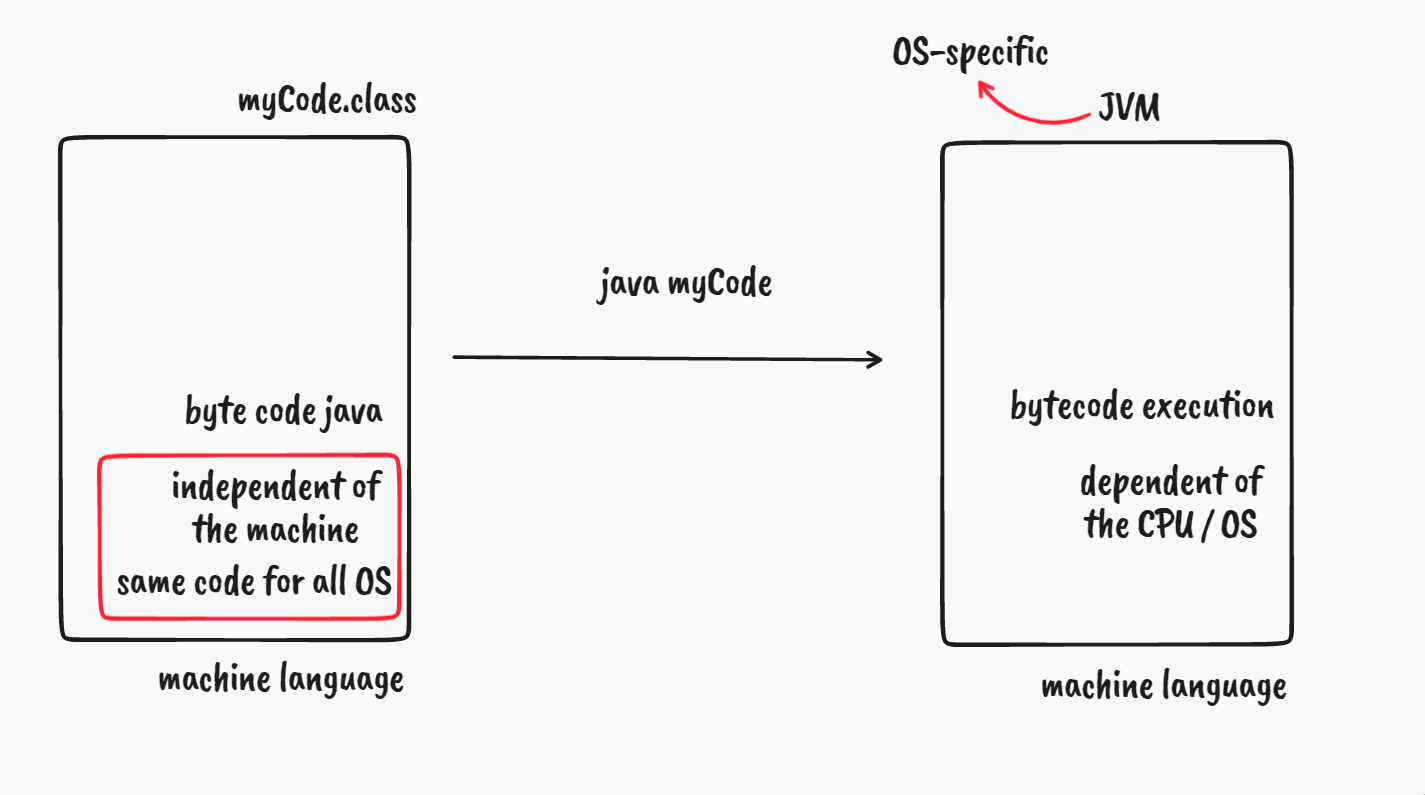 myCode.class
byte code java
independent of
the machine
same code for all OS
machine language
java myCode
OS-specific
JVM
bytecode execution
dependent of
the CPU / OS
machine language